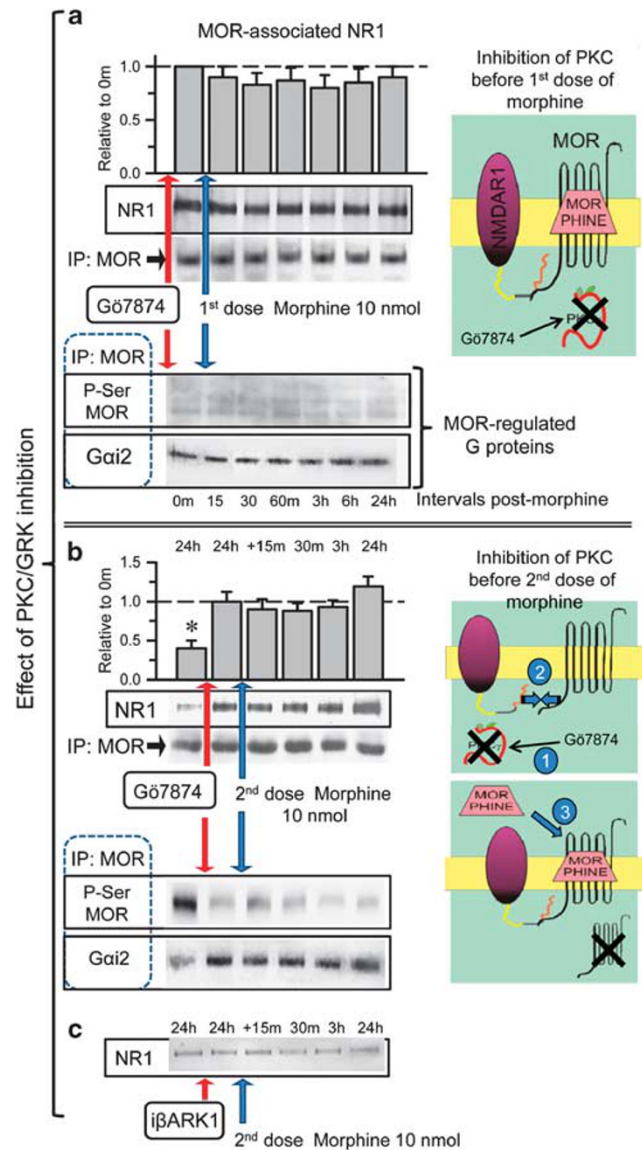 Effect of PKC/GRK inhibition
a
MOR-associated NR1
Relative to 0m
1.0
0.5
0.0
NR1
IP: MOR
Gö7874
1st dose Morphine 10 nmol
IP: MOR
P-Ser
MOR
Gαi2
MOR-regulated
G proteins
0m 15 30 60m 3h 6h 24h
Intervals post-morphine
Inhibition of PKC
before 1st dose of
morphine
MOR
NMDAR1
MOR
PHINE
Gö7874
b
24h 24h +15m 30m 3h 24h
Relative to 0m
1.5
1.0
0.5
0.0
*
NR1
IP: MOR
Gö7874
2nd dose Morphine
10 nmol
IP: MOR
P-Ser
MOR
Gαi2
Inhibition of PKC
before 2nd dose of
morphine
2
Gö7874
1
MOR
PHINE
3
MOR
PHINE
c
24h 24h +15m 30m 3h 24h
NR1
iβARK1
2nd dose Morphine 10 nmol